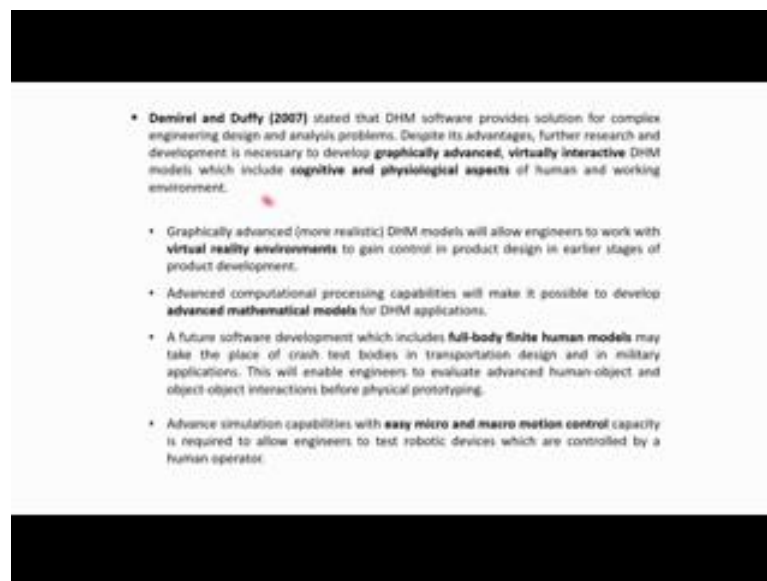 • Demirel and Duffy (2007) stated that DHM software provides solution for complex
engineering design and analysis problems. Despite its advantages, further research and
development is necessary to develop graphically advanced, virtually interactive DHM
models which include cognitive and physiological aspects of human and working
environment.
• Graphically advanced (more realistic) DHM models will allow engineers to work with
virtual reality environments to gain control in product design in earlier stages of
product development.
• Advanced computational processing capabilities will make it possible to develop
advanced mathematical models for DHM applications.
• A future software development which includes full-body finite human models may
take the place of crash test bodies in transportation design and in military
applications. This will enable engineers to evaluate advanced human-object and
object-object interactions before physical prototyping.
• Advance simulation capabilities with easy micro and macro motion control capacity
is required to allow engineers to test robotic devices which are controlled by a
human operator.